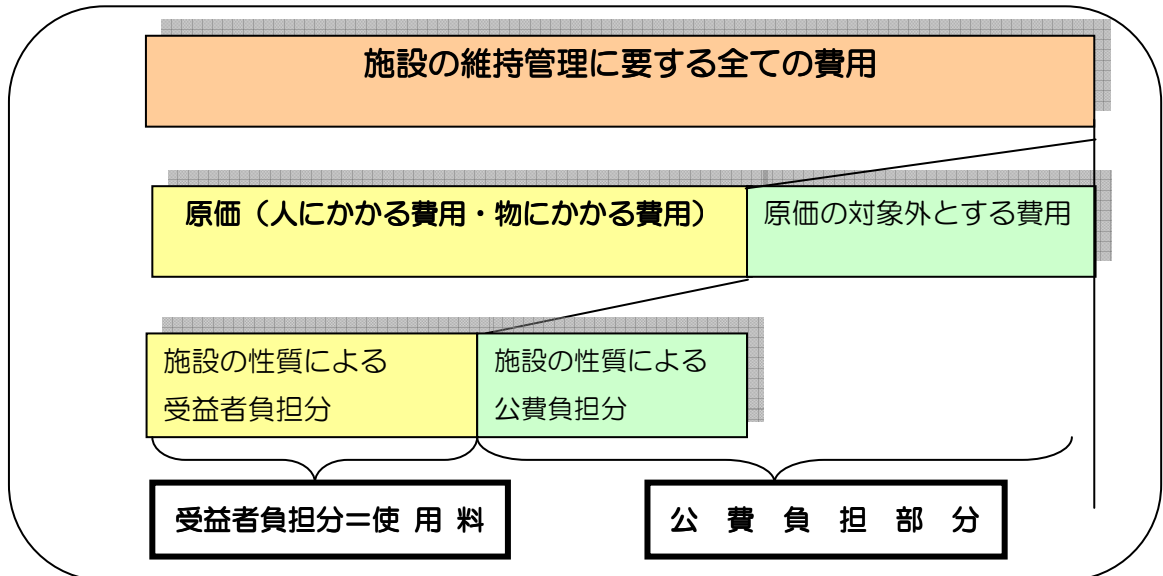 施設の維持管理に要する全ての費用
原価（人にかかる費用・物にかかる費用）
原価の対象外とする費用
施設の性質による
受益者負担分
施設の性質による
公費負担分
受益者負担分＝使 用 料
公 費 負 担 部 分